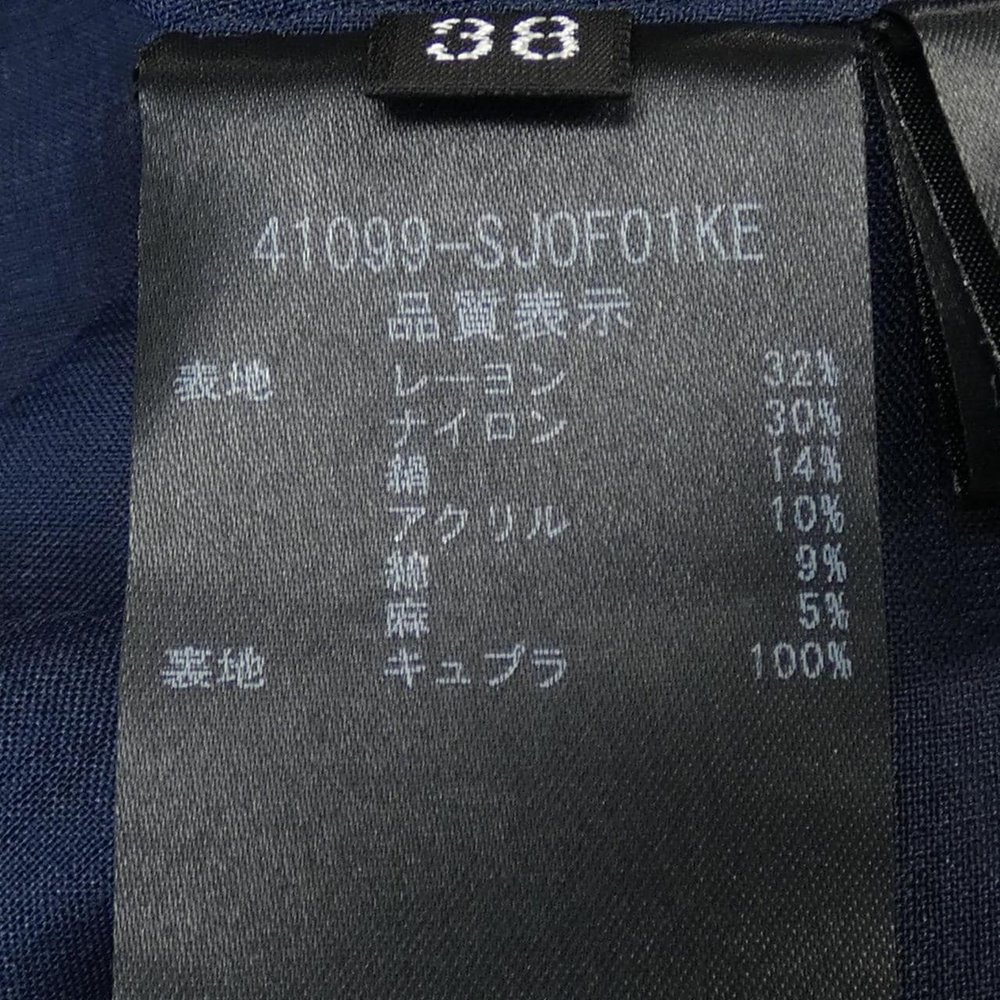 38
41099-SJ0F01KE
品質表示
表地 レーヨン 32%
ナイロン 30%
絹 14%
アクリル 10%
綿 9%
麻 5%
裏地 キュプラ 100%